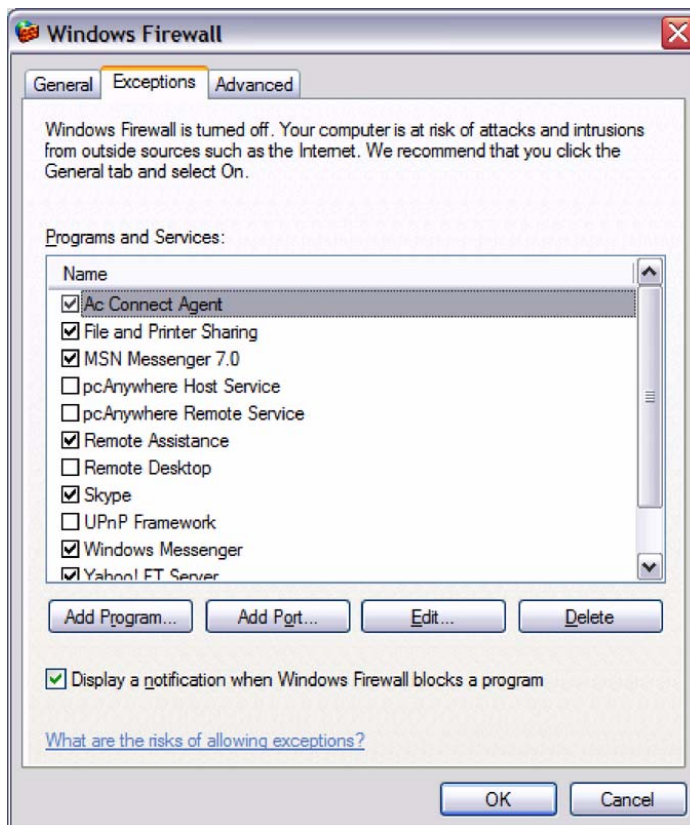 Windows Firewall
General Exceptions Advanced
Windows Firewall is turned off. Your computer is at risk of attacks and intrusions
from outside sources such as the Internet. We recommend that you click the
General tab and select On.
Programs and Services:
Name
Ac Connect Agent
File and Printer Sharing
MSN Messenger 7.0
pcAnywhere Host Service
pcAnywhere Remote Service
Remote Assistance
Remote Desktop
Skype
UPnP Framework
Windows Messenger
Yahoo! FT Server
Add Program... Add Port... Edit... Delete
Display a notification when Windows Firewall blocks a program
What are the risks of allowing exceptions?
OK Cancel